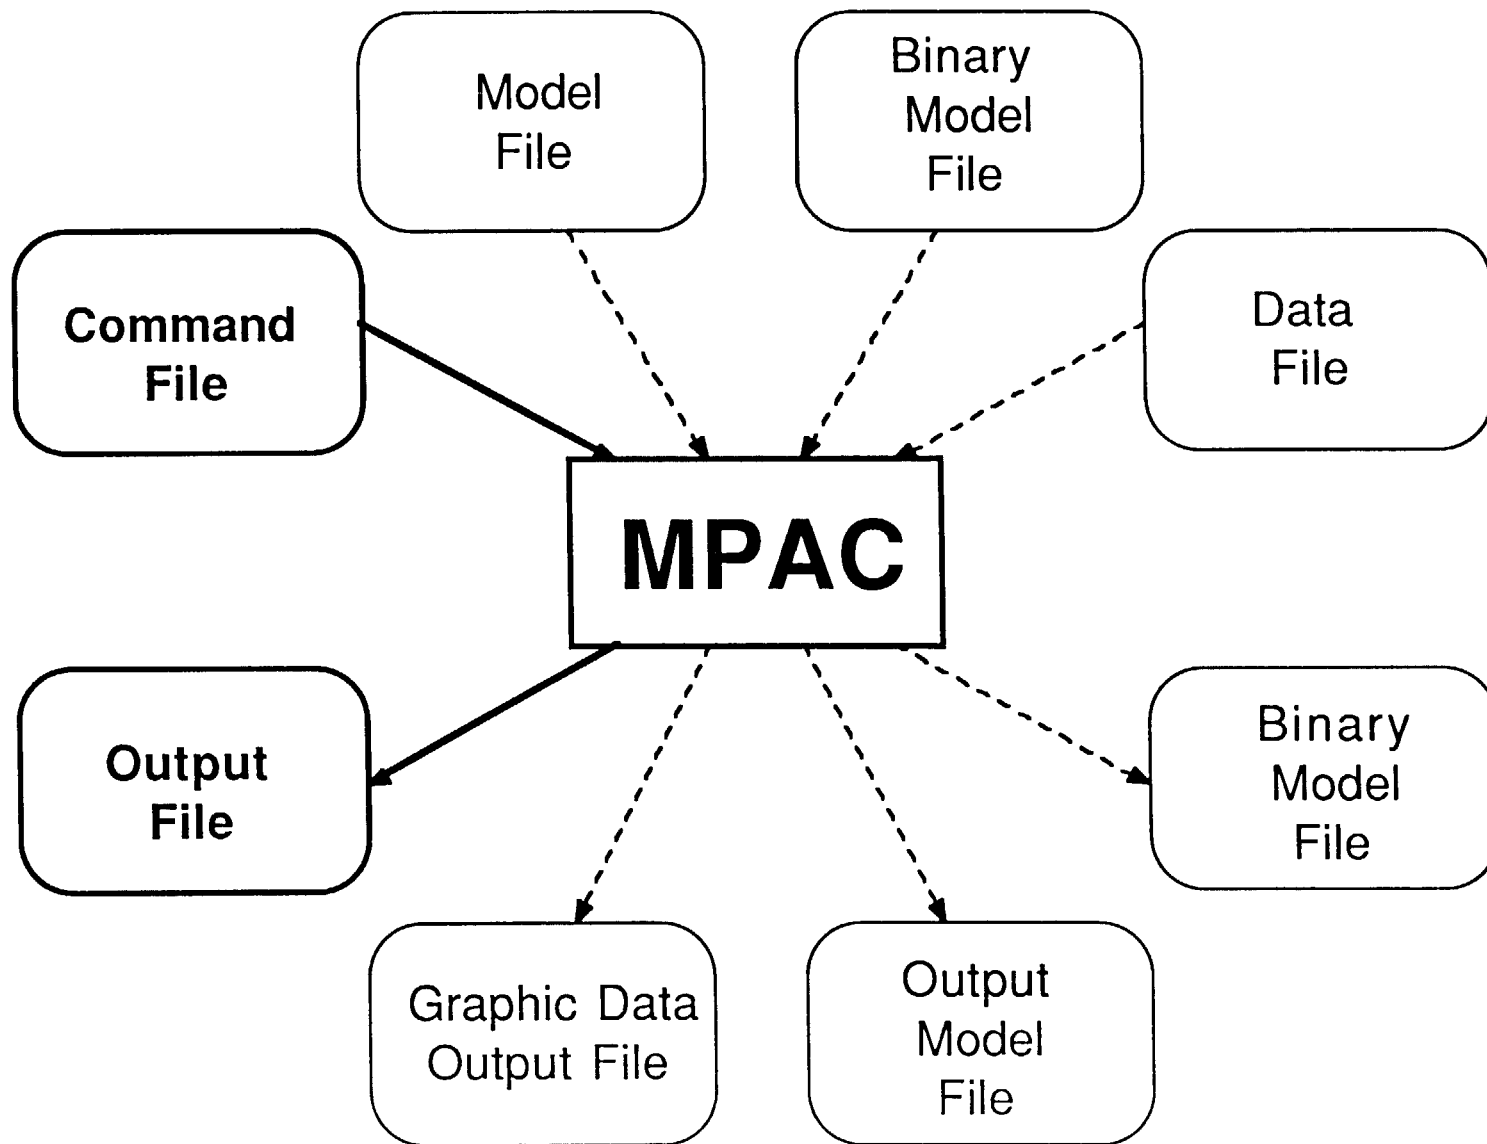 Model
File
Binary
Model
File
Command
File
Data
File
MPAC
Output
File
Binary
Model
File
Graphic Data
Output File
Output
Model
File